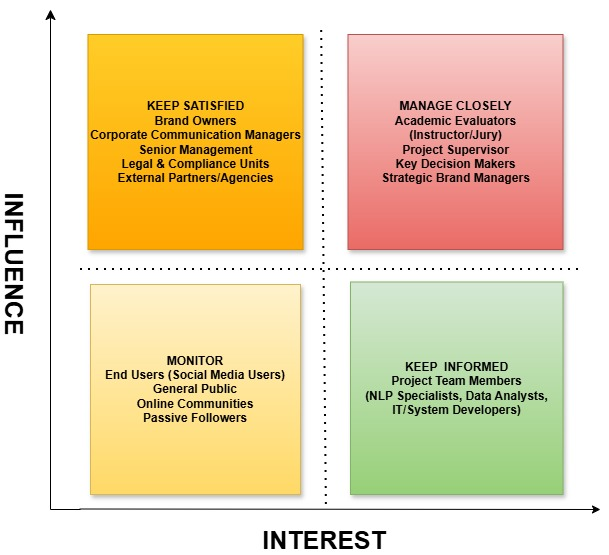 INFLUENCE
KEEP SATISFIED
Brand Owners
Corporate Communication Managers
Senior Management
Legal & Compliance Units
External Partners/Agencies
MANAGE CLOSELY
Academic Evaluators
(Instructor/Jury)
Project Supervisor
Key Decision Makers
Strategic Brand Managers
MONITOR
End Users (Social Media Users)
General Public
Online Communities
Passive Followers
KEEP INFORMED
Project Team Members
(NLP Specialists, Data Analysts,
IT/System Developers)
INTEREST